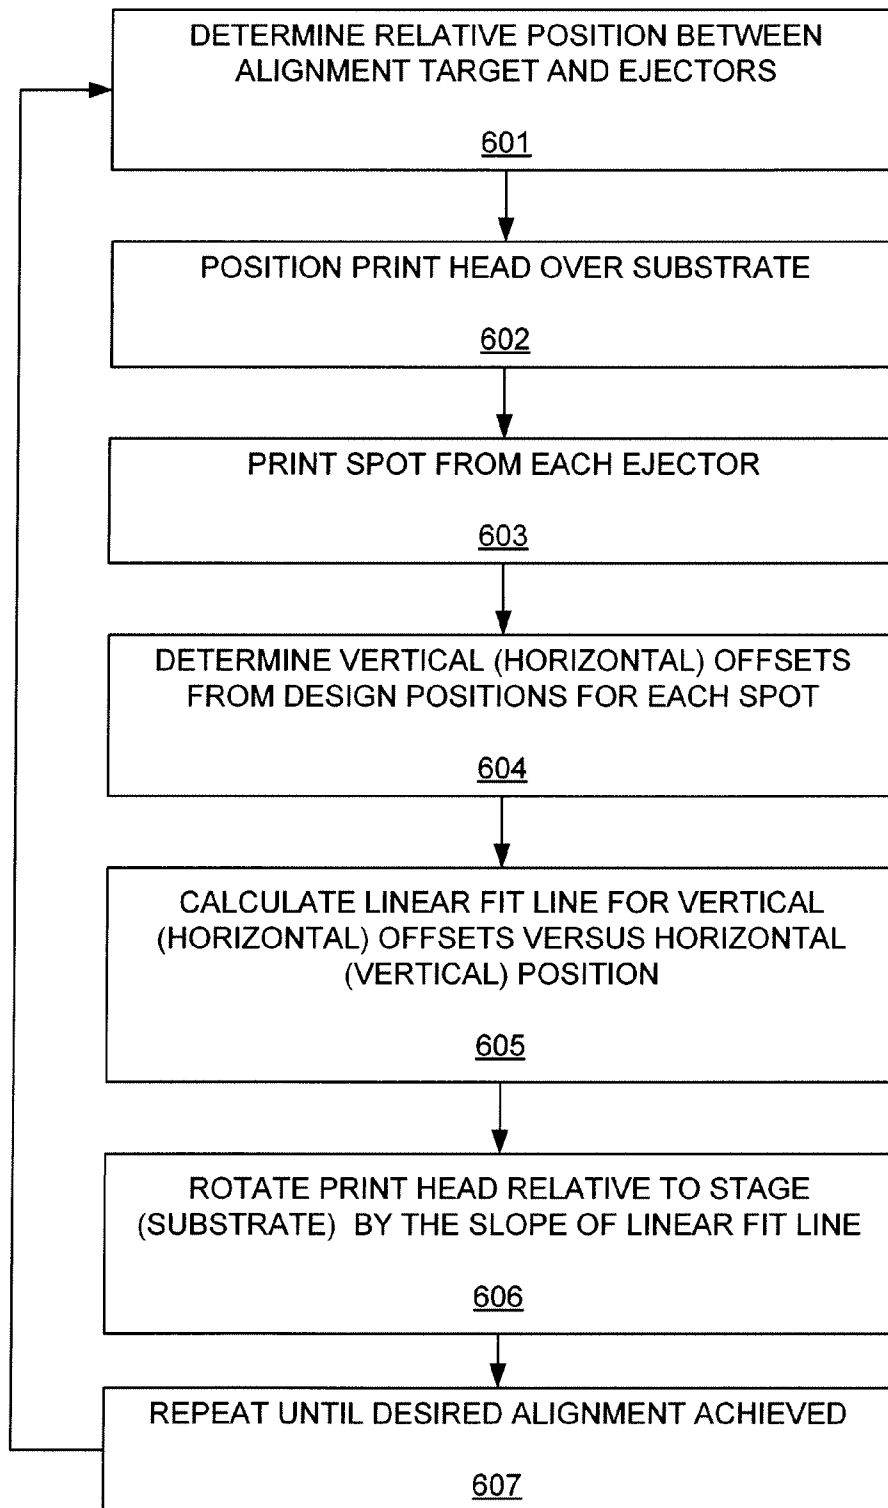 DETERMINE RELATIVE POSITION BETWEEN
ALIGNMENT TARGET AND EJECTORS
601
POSITION PRINT HEAD OVER SUBSTRATE
602
PRINT SPOT FROM EACH EJECTOR
603
DETERMINE VERTICAL (HORIZONTAL) OFFSETS
FROM DESIGN POSITIONS FOR EACH SPOT
604
CALCULATE LINEAR FIT LINE FOR VERTICAL
(HORIZONTAL) OFFSETS VERSUS HORIZONTAL
(VERTICAL) POSITION
605
ROTATE PRINT HEAD RELATIVE TO STAGE
(SUBSTRATE) BY THE SLOPE OF LINEAR FIT LINE
606
REPEAT UNTIL DESIRED ALIGNMENT ACHIEVED
607